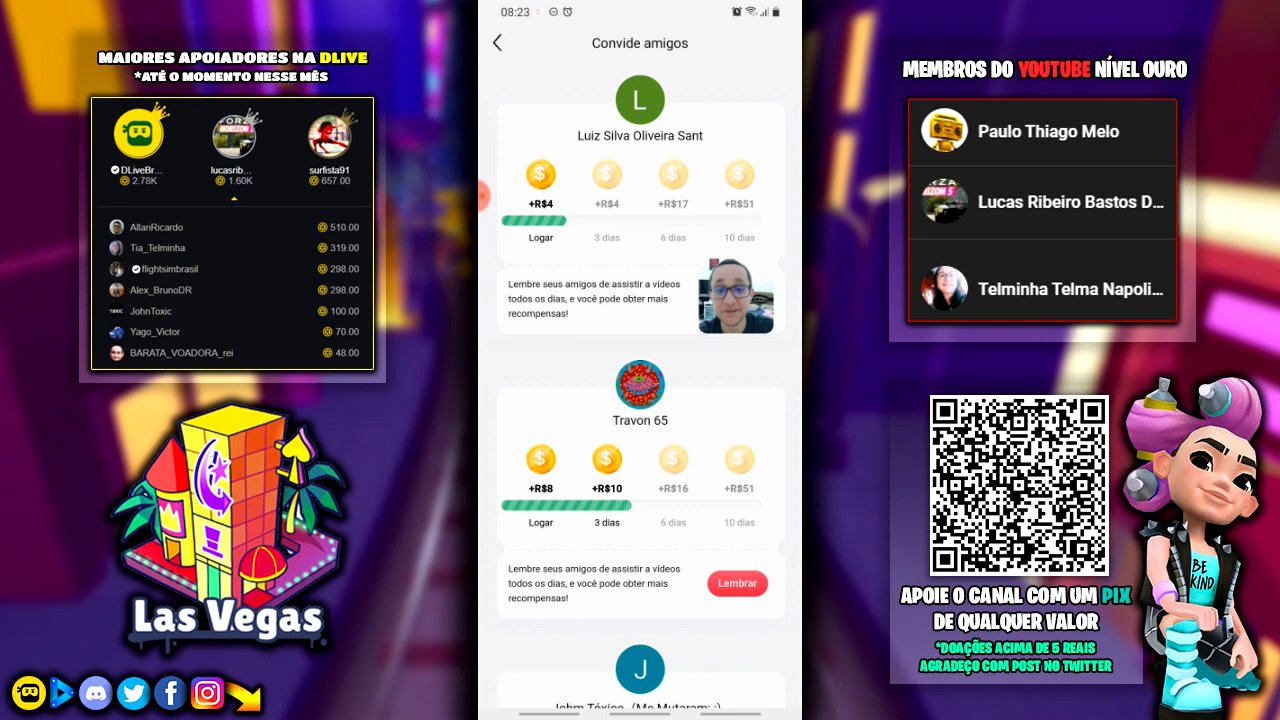 MAIORES APOIADORES NA DLIVE
*ATÉ O MOMENTO NESSE MÊS
DLiveBr...
2.78K
lucasrib...
1.60K
surfista91
657.00
AllanRicardo 510.00
Tia_Telminha 319.00
flightsimbrasil 298.00
Alex_BrunoDR 298.00
JohnToxic 100.00
Yago_Victor 70.00
BARATA_VOADORA_rei 48.00
Las Vegas
08:23
Convide amigos
L
Luiz Silva Oliveira Sant
+R$4 +R$4 +R$17 +R$51
Logar 3 dias 6 dias 10 dias
Lembre seus amigos de assistir a vídeos
todos os dias, e você pode obter mais
recompensas!
Travon 65
+R$8 +R$10 +R$16 +R$51
Logar 3 dias 6 dias 10 dias
Lembre seus amigos de assistir a vídeos
todos os dias, e você pode obter mais
recompensas!
Lembrar
J
MEMBROS DO YOUTUBE NÍVEL OURO
Paulo Thiago Melo
Lucas Ribeiro Bastos D...
Telminha Telma Napoli...
BE
KIND
APOIE O CANAL COM UM PIX
DE QUALQUER VALOR
*DOAÇÕES ACIMA DE 5 REAIS
AGRADEÇO COM POST NO TWITTER